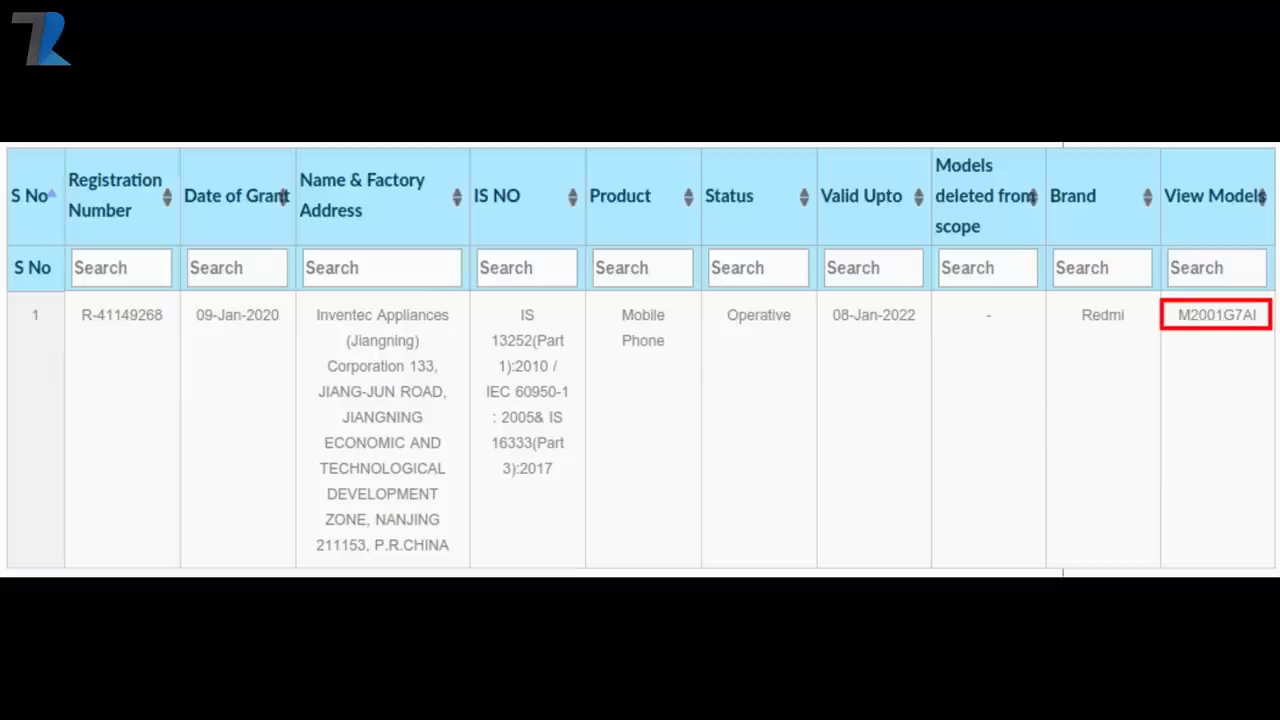 S No
Registration
Number
Date of Grant
Name & Factory
Address
IS NO
Product
Status
Valid Upto
Models
deleted from
scope
Brand
View Models
S No
Search
Search
Search
Search
Search
Search
Search
Search
Search
Search
1
R-41149268
09-Jan-2020
Inventec Appliances
(Jiangning)
Corporation 133,
JIANG-JUN ROAD,
JIANGNING
ECONOMIC AND
TECHNOLOGICAL
DEVELOPMENT
ZONE, NANJING
211153, P.R.CHINA
IS
13252(Part
1):2010 /
IEC 60950-1
: 2005& IS
16333(Part
3):2017
Mobile
Phone
Operative
08-Jan-2022
-
Redmi
M2001G7AI